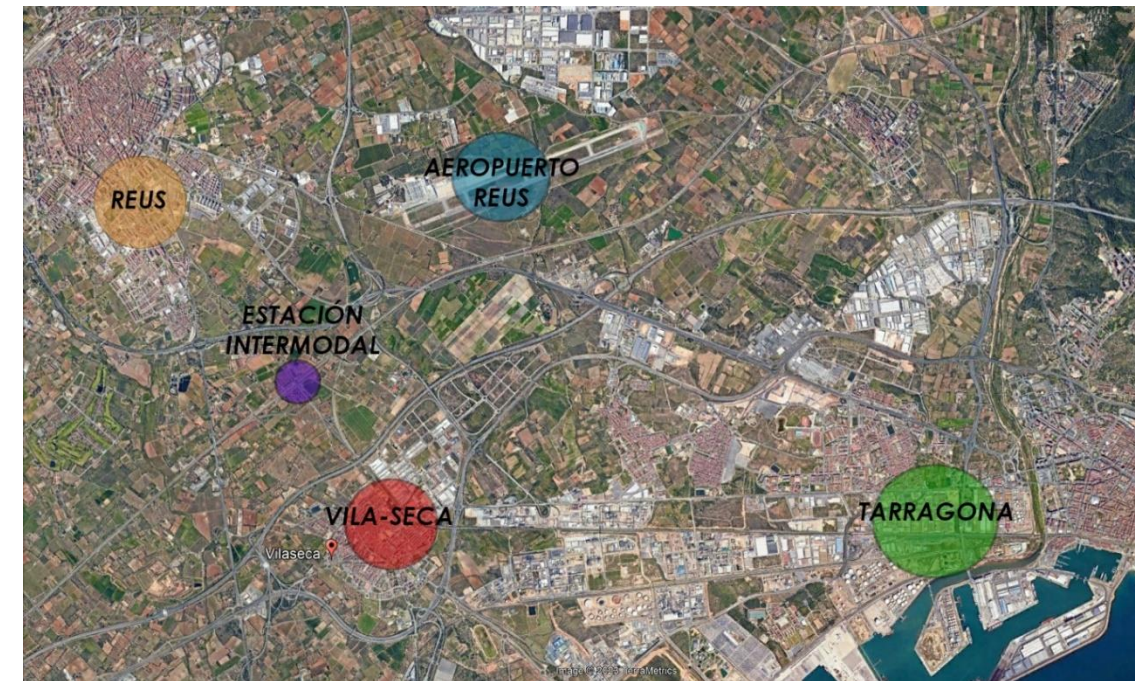 AEROPUERTO
REUS
REUS
ESTACIÓN
INTERMODAL
VILA-SECA
TARRAGONA
Vilaseca